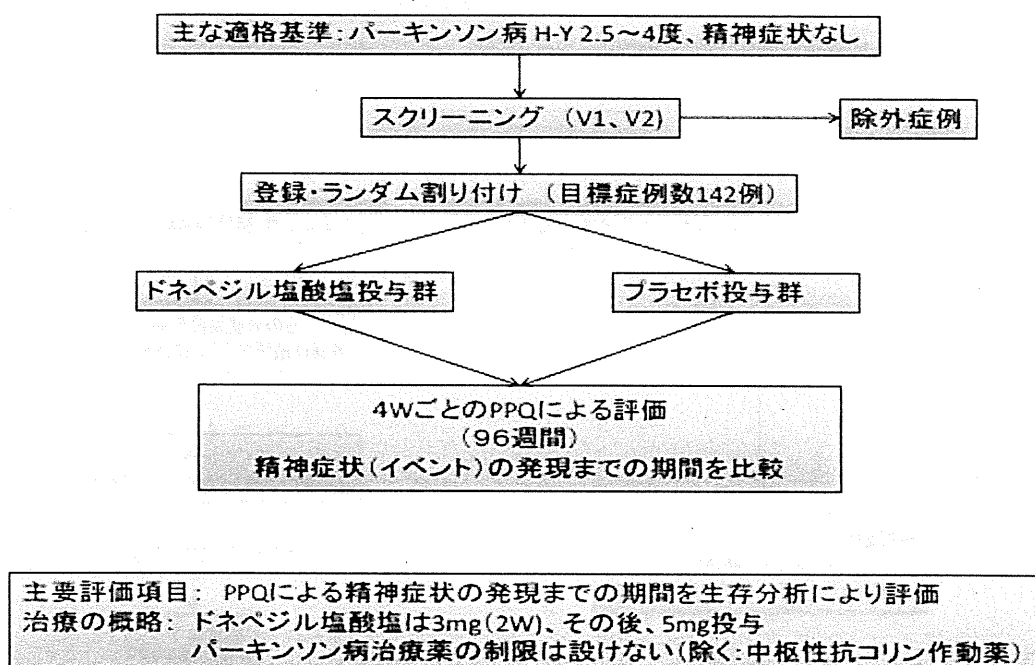 主な適格基準：パーキンソン病 H-Y 2.5～4度、精神症状なし
スクリーニング （V1、V2)
除外症例
登録・ランダム割り付け （目標症例数142例）
ドネペジル塩酸塩投与群
プラセボ投与群
4WごとのPPQによる評価
（96週間）
精神症状（イベント）の発現までの期間を比較
主要評価項目： PPQによる精神症状の発現までの期間を生存分析により評価
治療の概略： ドネペジル塩酸塩は3mg（2W）、その後、5mg投与
パーキンソン病治療薬の制限は設けない（除く：中枢性抗コリン作動薬）